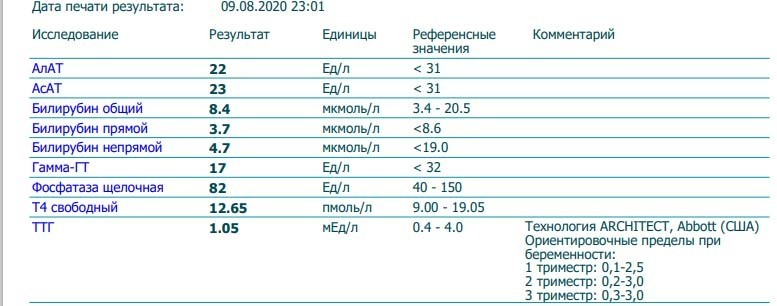 Дата печати результата: 09.08.2020 23:01
Исследование Результат Единицы Референсные значения Комментарий
АлАТ 22 Ед/л < 31
АсАТ 23 Ед/л < 31
Билирубин общий 8.4 мкмоль/л 3.4 - 20.5
Билирубин прямой 3.7 мкмоль/л <8.6
Билирубин непрямой 4.7 мкмоль/л <19.0
Гамма-ГТ 17 Ед/л < 32
Фосфатаза щелочная 82 Ед/л 40 - 150
Т4 свободный 12.65 пмоль/л 9.00 - 19.05
ТТГ 1.05 мЕд/л 0.4 - 4.0 Технология ARCHITECT, Abbott (США)
Ориентировочные пределы при
беременности:
1 триместр: 0,1-2,5
2 триместр: 0,2-3,0
3 триместр: 0,3-3,0